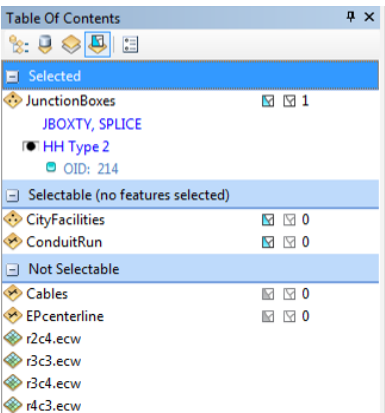 Table Of Contents
Selected
JunctionBoxes 1
JBOXTY, SPLICE
HH Type 2
OID: 214
Selectable (no features selected)
CityFacilities 0
ConduitRun 0
Not Selectable
Cables 0
EPcenterline 0
r2c4.ecw
r3c3.ecw
r3c4.ecw
r4c3.ecw